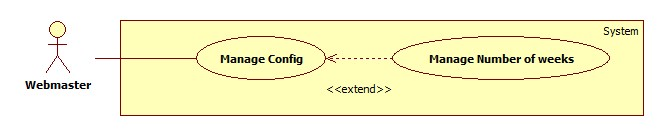 System
Webmaster
Manage Config
Manage Number of weeks
<<extend>>